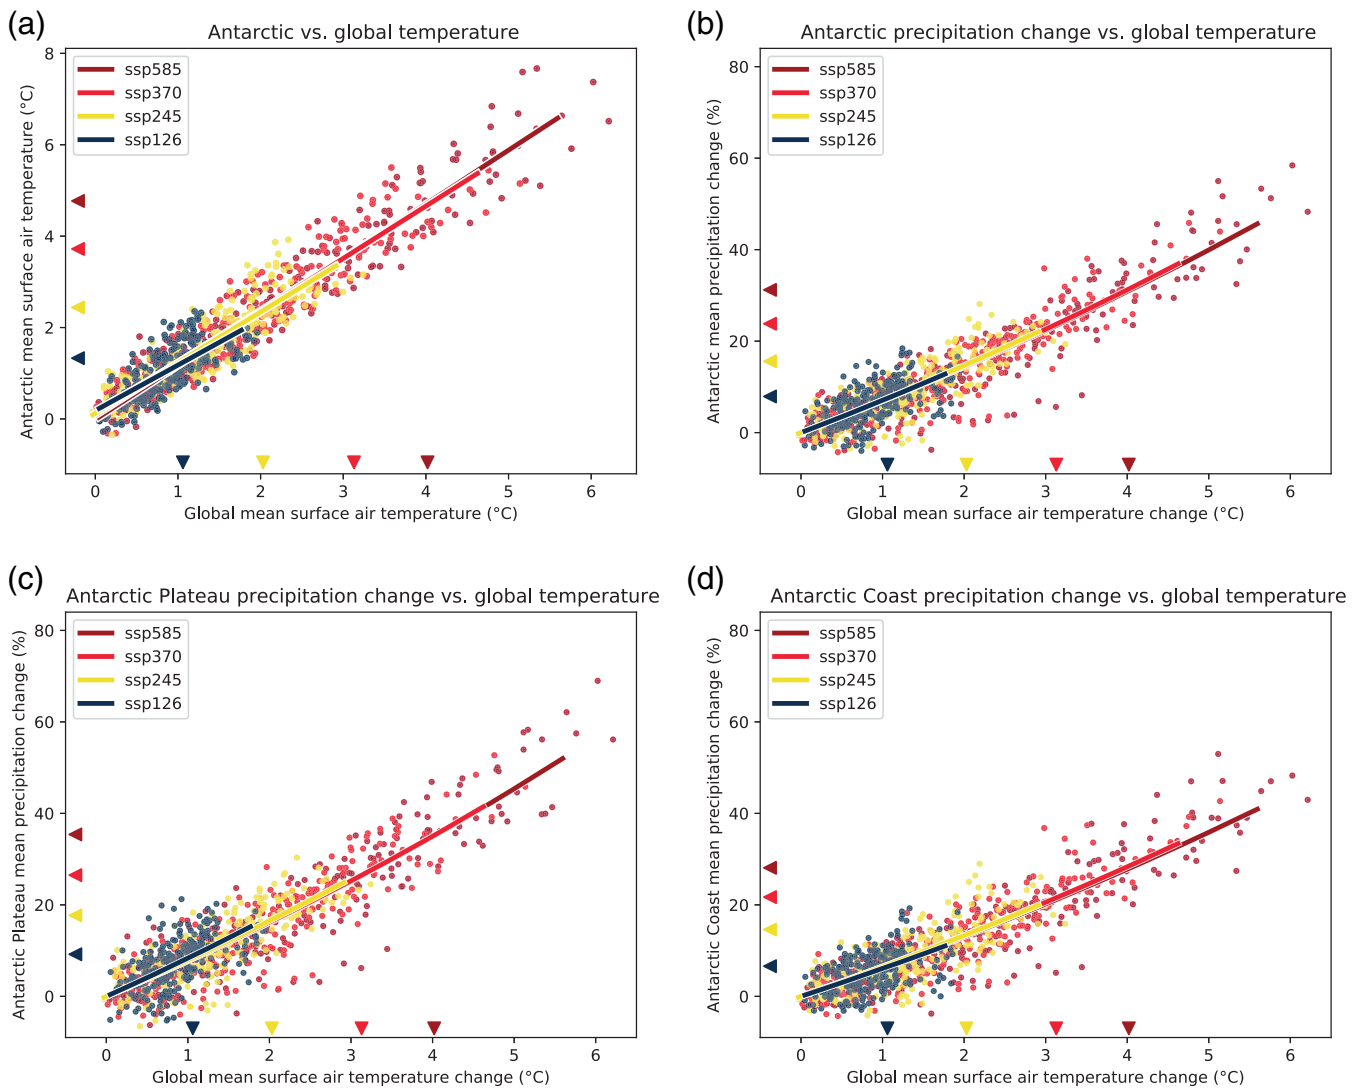 (a)
Antarctic vs. global temperature
8
6
4
2
0
Antarctic mean surface air temperature (°C)
ssp585
ssp370
ssp245
ssp126
0 1 2 3 4 5 6
Global mean surface air temperature (°C)
(b)
Antarctic precipitation change vs. global temperature
80
60
40
20
0
Antarctic mean precipitation change (%)
ssp585
ssp370
ssp245
ssp126
0 1 2 3 4 5 6
Global mean surface air temperature change (°C)
(c)
Antarctic Plateau precipitation change vs. global temperature
80
60
40
20
0
Antarctic Plateau mean precipitation change (%)
ssp585
ssp370
ssp245
ssp126
0 1 2 3 4 5 6
Global mean surface air temperature change (°C)
(d)
Antarctic Coast precipitation change vs. global temperature
80
60
40
20
0
Antarctic Coast mean precipitation change (%)
ssp585
ssp370
ssp245
ssp126
0 1 2 3 4 5 6
Global mean surface air temperature change (°C)